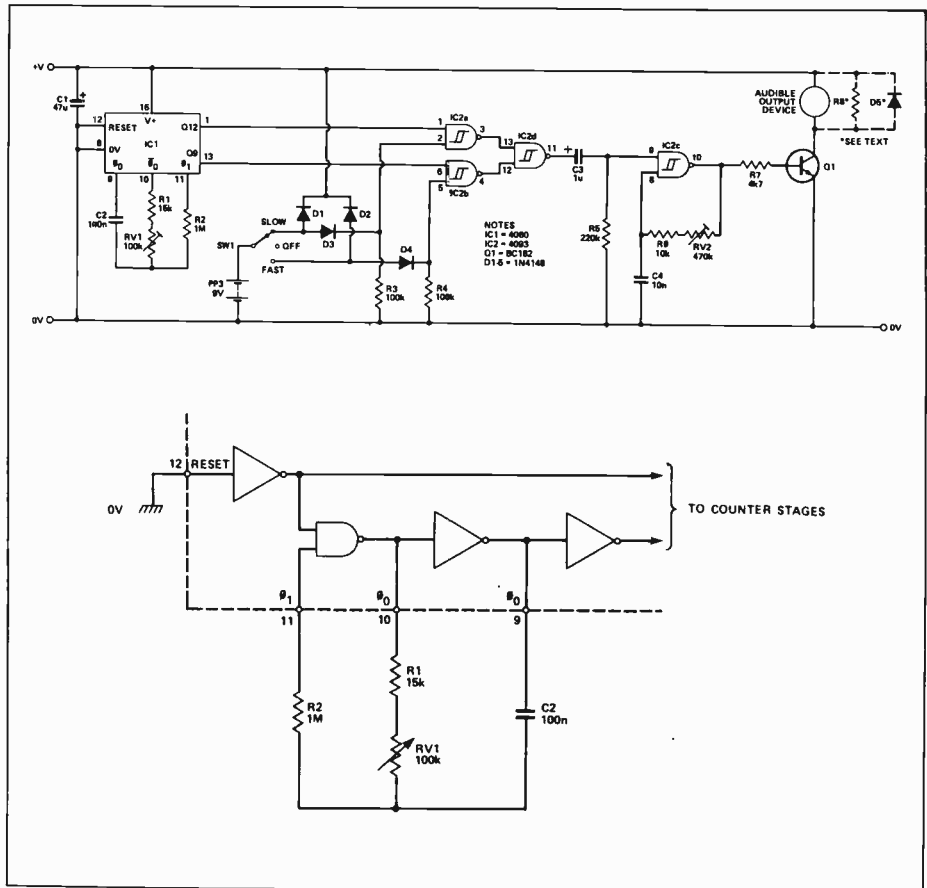 +V
C1
47u
+
16
V+
12
RESET
Q12
1
IC1
8
0V
Q9
13
Ø0
Ø0
Ø1
9
10
11
C2
100n
R1
15k
RV1
100k
R2
1M
SLOW
SW1
OFF
FAST
PP3
9V
D1
D2
D3
D4
R3
100k
R4
100k
IC2a
1
2
3
IC2b
6
5
4
IC2d
13
12
11
+
C3
1u
NOTES
IC1 = 4060
IC2 = 4093
Q1 = BC182
D1-5 = 1N4148
R5
220k
IC2c
9
8
10
10k
RV2
470k
C4
10n
R7
4k7
AUDIBLE
OUTPUT
DEVICE
R8*
D5*
*SEE TEXT
Q1
0V
0V
12
RESET
0V
TO COUNTER STAGES
Ø1
Ø0
Ø0
11
10
9
R2
1M
R1
15k
RV1
100k
C2
100n